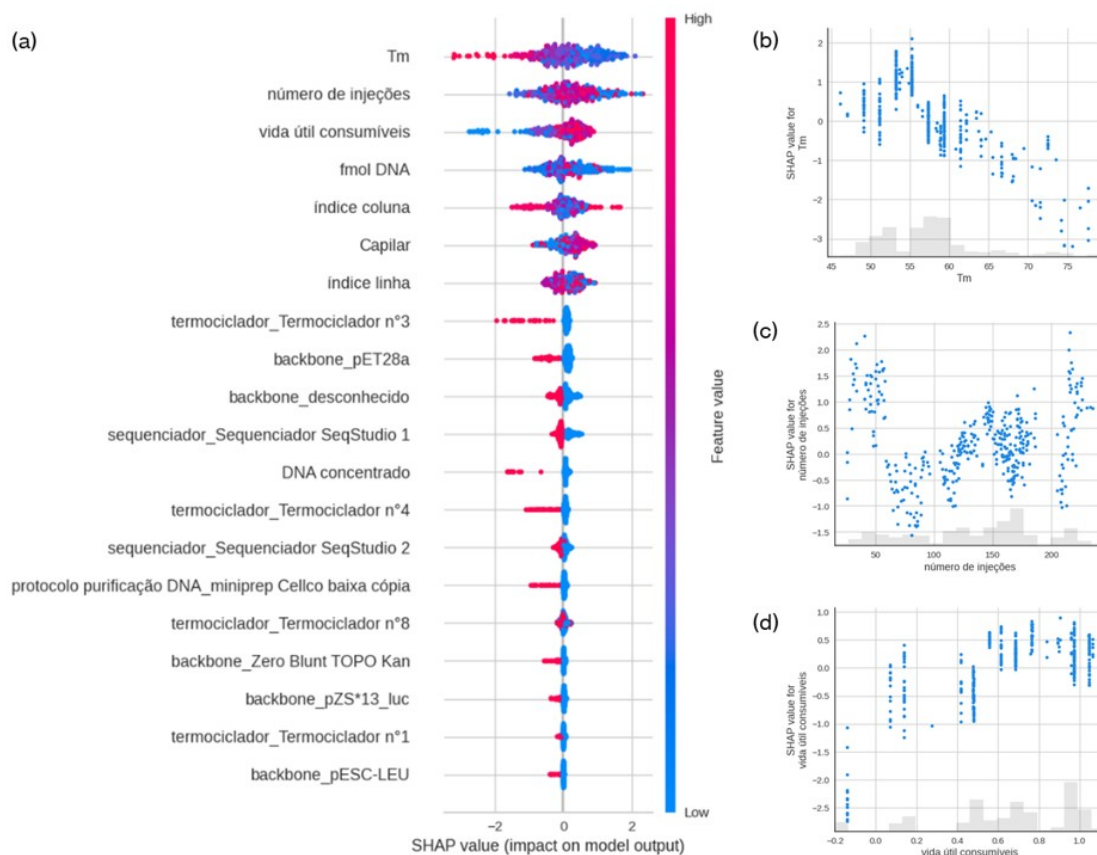 (a)
High
Tm
número de injeções
vida útil consumíveis
fmol DNA
índice coluna
Capilar
índice linha
termociclador_Termociclador n°3
backbone_pET28a
backbone_desconhecido
sequenciador_Sequenciador SeqStudio 1
DNA concentrado
termociclador_Termociclador n°4
sequenciador_Sequenciador SeqStudio 2
protocolo purificação DNA_miniprep Cellco baixa cópia
termociclador_Termociclador n°8
backbone_Zero Blunt TOPO Kan
backbone_pZS*13_luc
termociclador_Termociclador n°1
backbone_pESC-LEU
Feature value
Low
−2 0 2
SHAP value (impact on model output)
(b)
SHAP value for
Tm
2
1
0
−1
−2
−3
45 50 55 60 65 70 75
Tm
(c)
SHAP value for
número de injeções
2.5
2.0
1.5
1.0
0.5
0.0
−0.5
−1.0
−1.5
50 100 150 200
número de injeções
(d)
SHAP value for
vida útil consumíveis
1.0
0.5
0.0
−0.5
−1.0
−1.5
−2.0
−2.5
−0.2 0.0 0.2 0.4 0.6 0.8 1.0
vida útil consumíveis